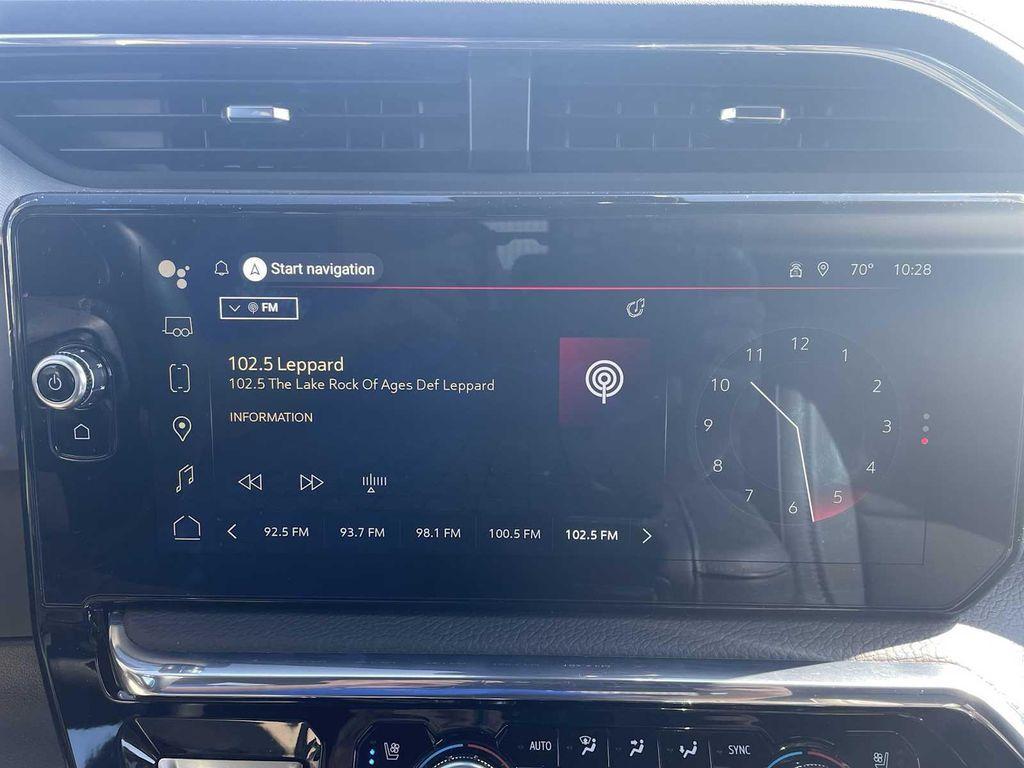 Start navigation
70° 10:28
FM
102.5 Leppard
102.5 The Lake Rock Of Ages Def Leppard
INFORMATION
92.5 FM 93.7 FM 98.1 FM 100.5 FM 102.5 FM
12
1
2
3
4
5
6
7
8
9
10
11
AUTO SYNC